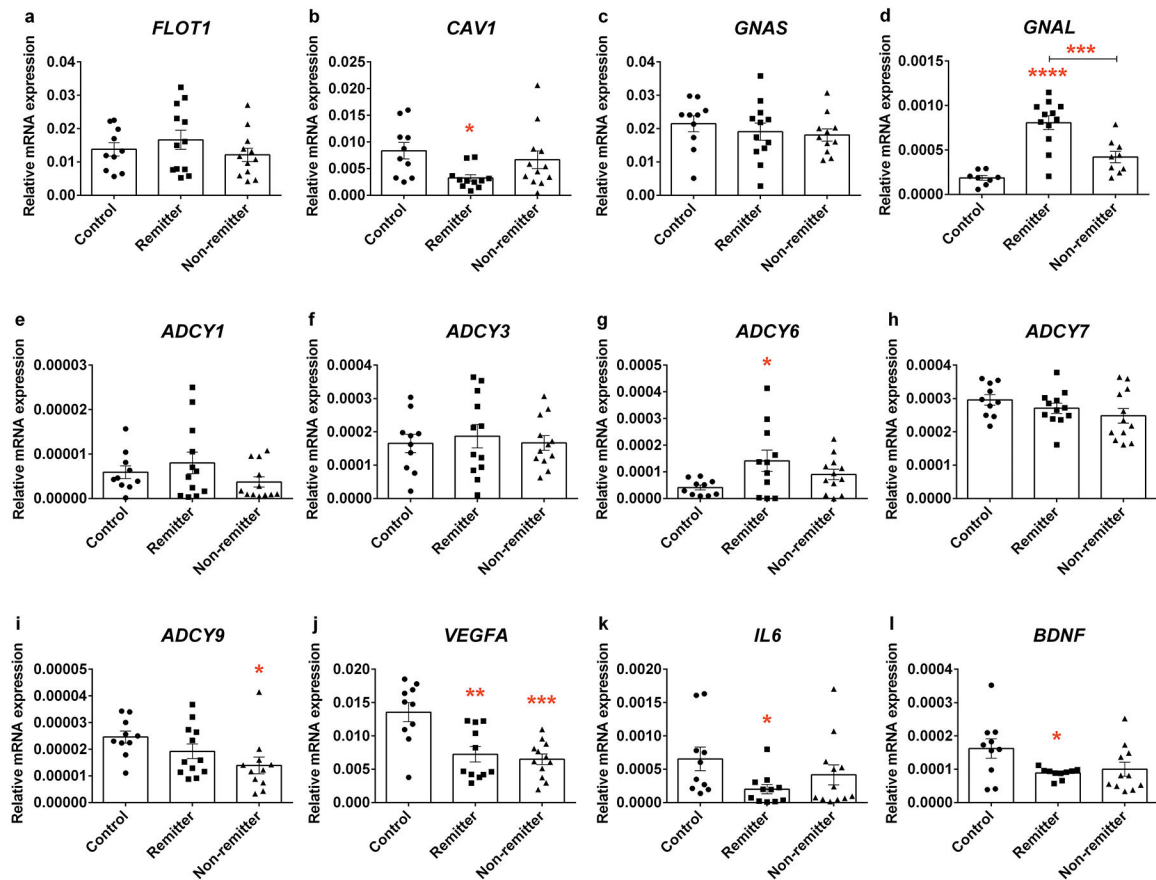 a
FLOT1
Relative mRNA expression
0.04
0.03
0.02
0.01
0.00
Control
Remitter
Non-remitter
b
CAV1
Relative mRNA expression
0.025
0.020
0.015
0.010
0.005
0.000
*
Control
Remitter
Non-remitter
c
GNAS
Relative mRNA expression
0.04
0.03
0.02
0.01
0.00
Control
Remitter
Non-remitter
d
GNAL
Relative mRNA expression
0.0015
0.0010
0.0005
0.0000
***
****
Control
Remitter
Non-remitter
e
ADCY1
Relative mRNA expression
0.00003
0.00002
0.00001
0.00000
Control
Remitter
Non-remitter
f
ADCY3
Relative mRNA expression
0.0004
0.0003
0.0002
0.0001
0.0000
Control
Remitter
Non-remitter
g
ADCY6
Relative mRNA expression
0.0005
0.0004
0.0003
0.0002
0.0001
0.0000
*
Control
Remitter
Non-remitter
h
ADCY7
Relative mRNA expression
0.0004
0.0003
0.0002
0.0001
0.0000
Control
Remitter
Non-remitter
i
ADCY9
Relative mRNA expression
0.00005
0.00004
0.00003
0.00002
0.00001
0.00000
*
Control
Remitter
Non-remitter
j
VEGFA
Relative mRNA expression
0.020
0.015
0.010
0.005
0.000
**
***
Control
Remitter
Non-remitter
k
IL6
Relative mRNA expression
0.0020
0.0015
0.0010
0.0005
0.0000
*
Control
Remitter
Non-remitter
l
BDNF
Relative mRNA expression
0.0004
0.0003
0.0002
0.0001
0.0000
*
Control
Remitter
Non-remitter